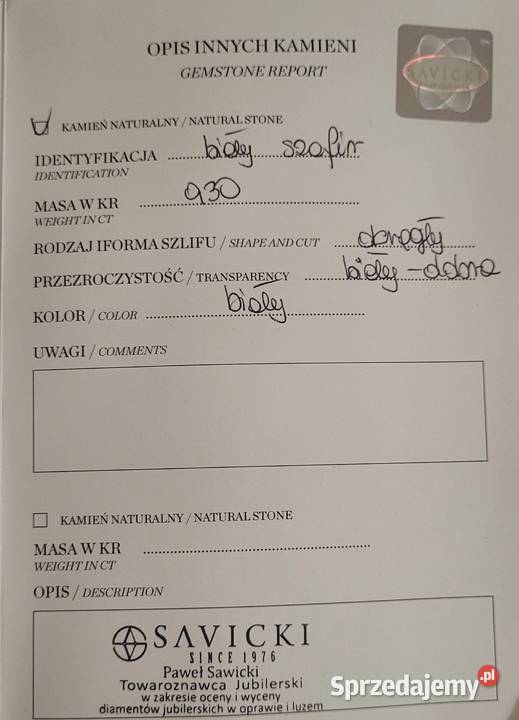 OPIS INNYCH KAMIENI
GEMSTONE REPORT
SAVICKI
KAMIEŃ NATURALNY / NATURAL STONE
IDENTYFIKACJA biały szafir
IDENTIFICATION
MASA W KR 0,30
WEIGHT IN CT
RODZAJ I FORMA SZLIFU / SHAPE AND CUT okrągły
PRZEZROCZYSTOŚĆ / TRANSPARENCY biały - dobra
KOLOR / COLOR biały
UWAGI / COMMENTS
KAMIEŃ NATURALNY / NATURAL STONE
MASA W KR
WEIGHT IN CT
OPIS / DESCRIPTION
SAVICKI
SINCE 1976
Paweł Sawicki
Towaroznawca Jubilerski
w zakresie oceny i wyceny
diamentów jubilerskich w oprawie i luzem
Sprzedajemy.pl